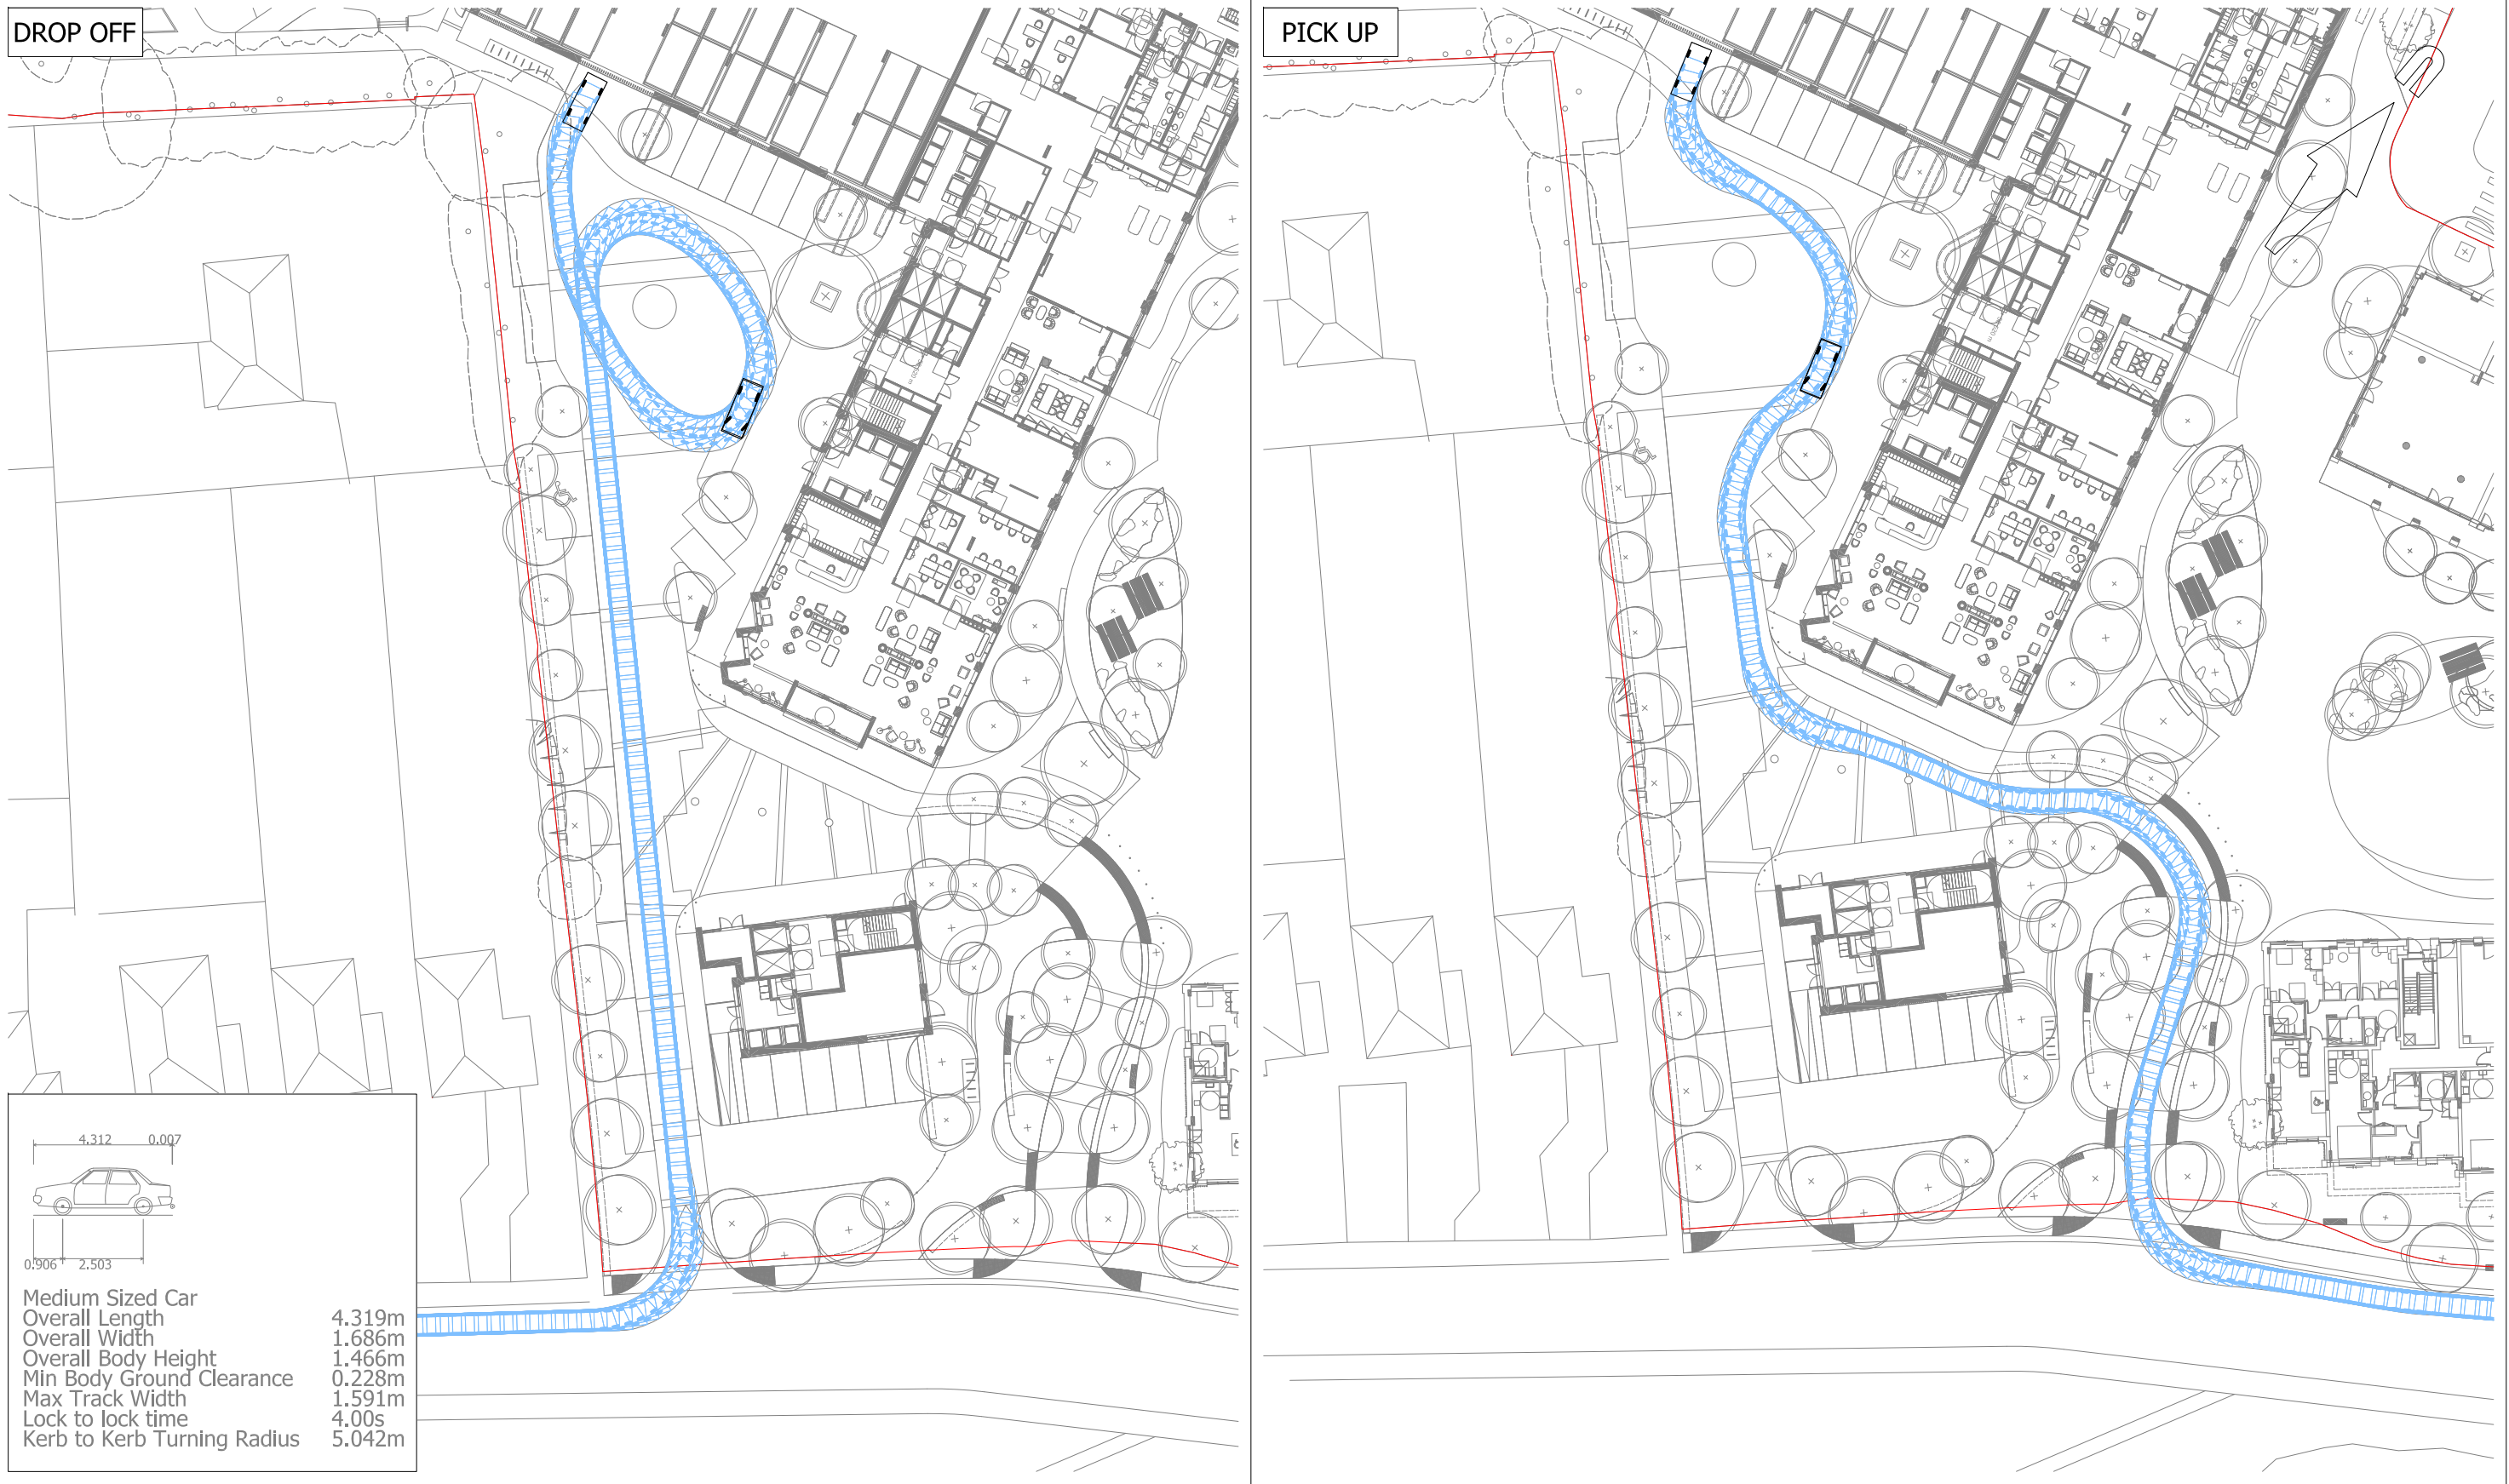 DROP OFF
PICK UP
4.312 0.007
0.906 2.503
Medium Sized Car
Overall Length 4.319m
Overall Width 1.686m
Overall Body Height 1.466m
Min Body Ground Clearance 0.228m
Max Track Width 1.591m
Lock to lock time 4.00s
Kerb to Kerb Turning Radius 5.042m